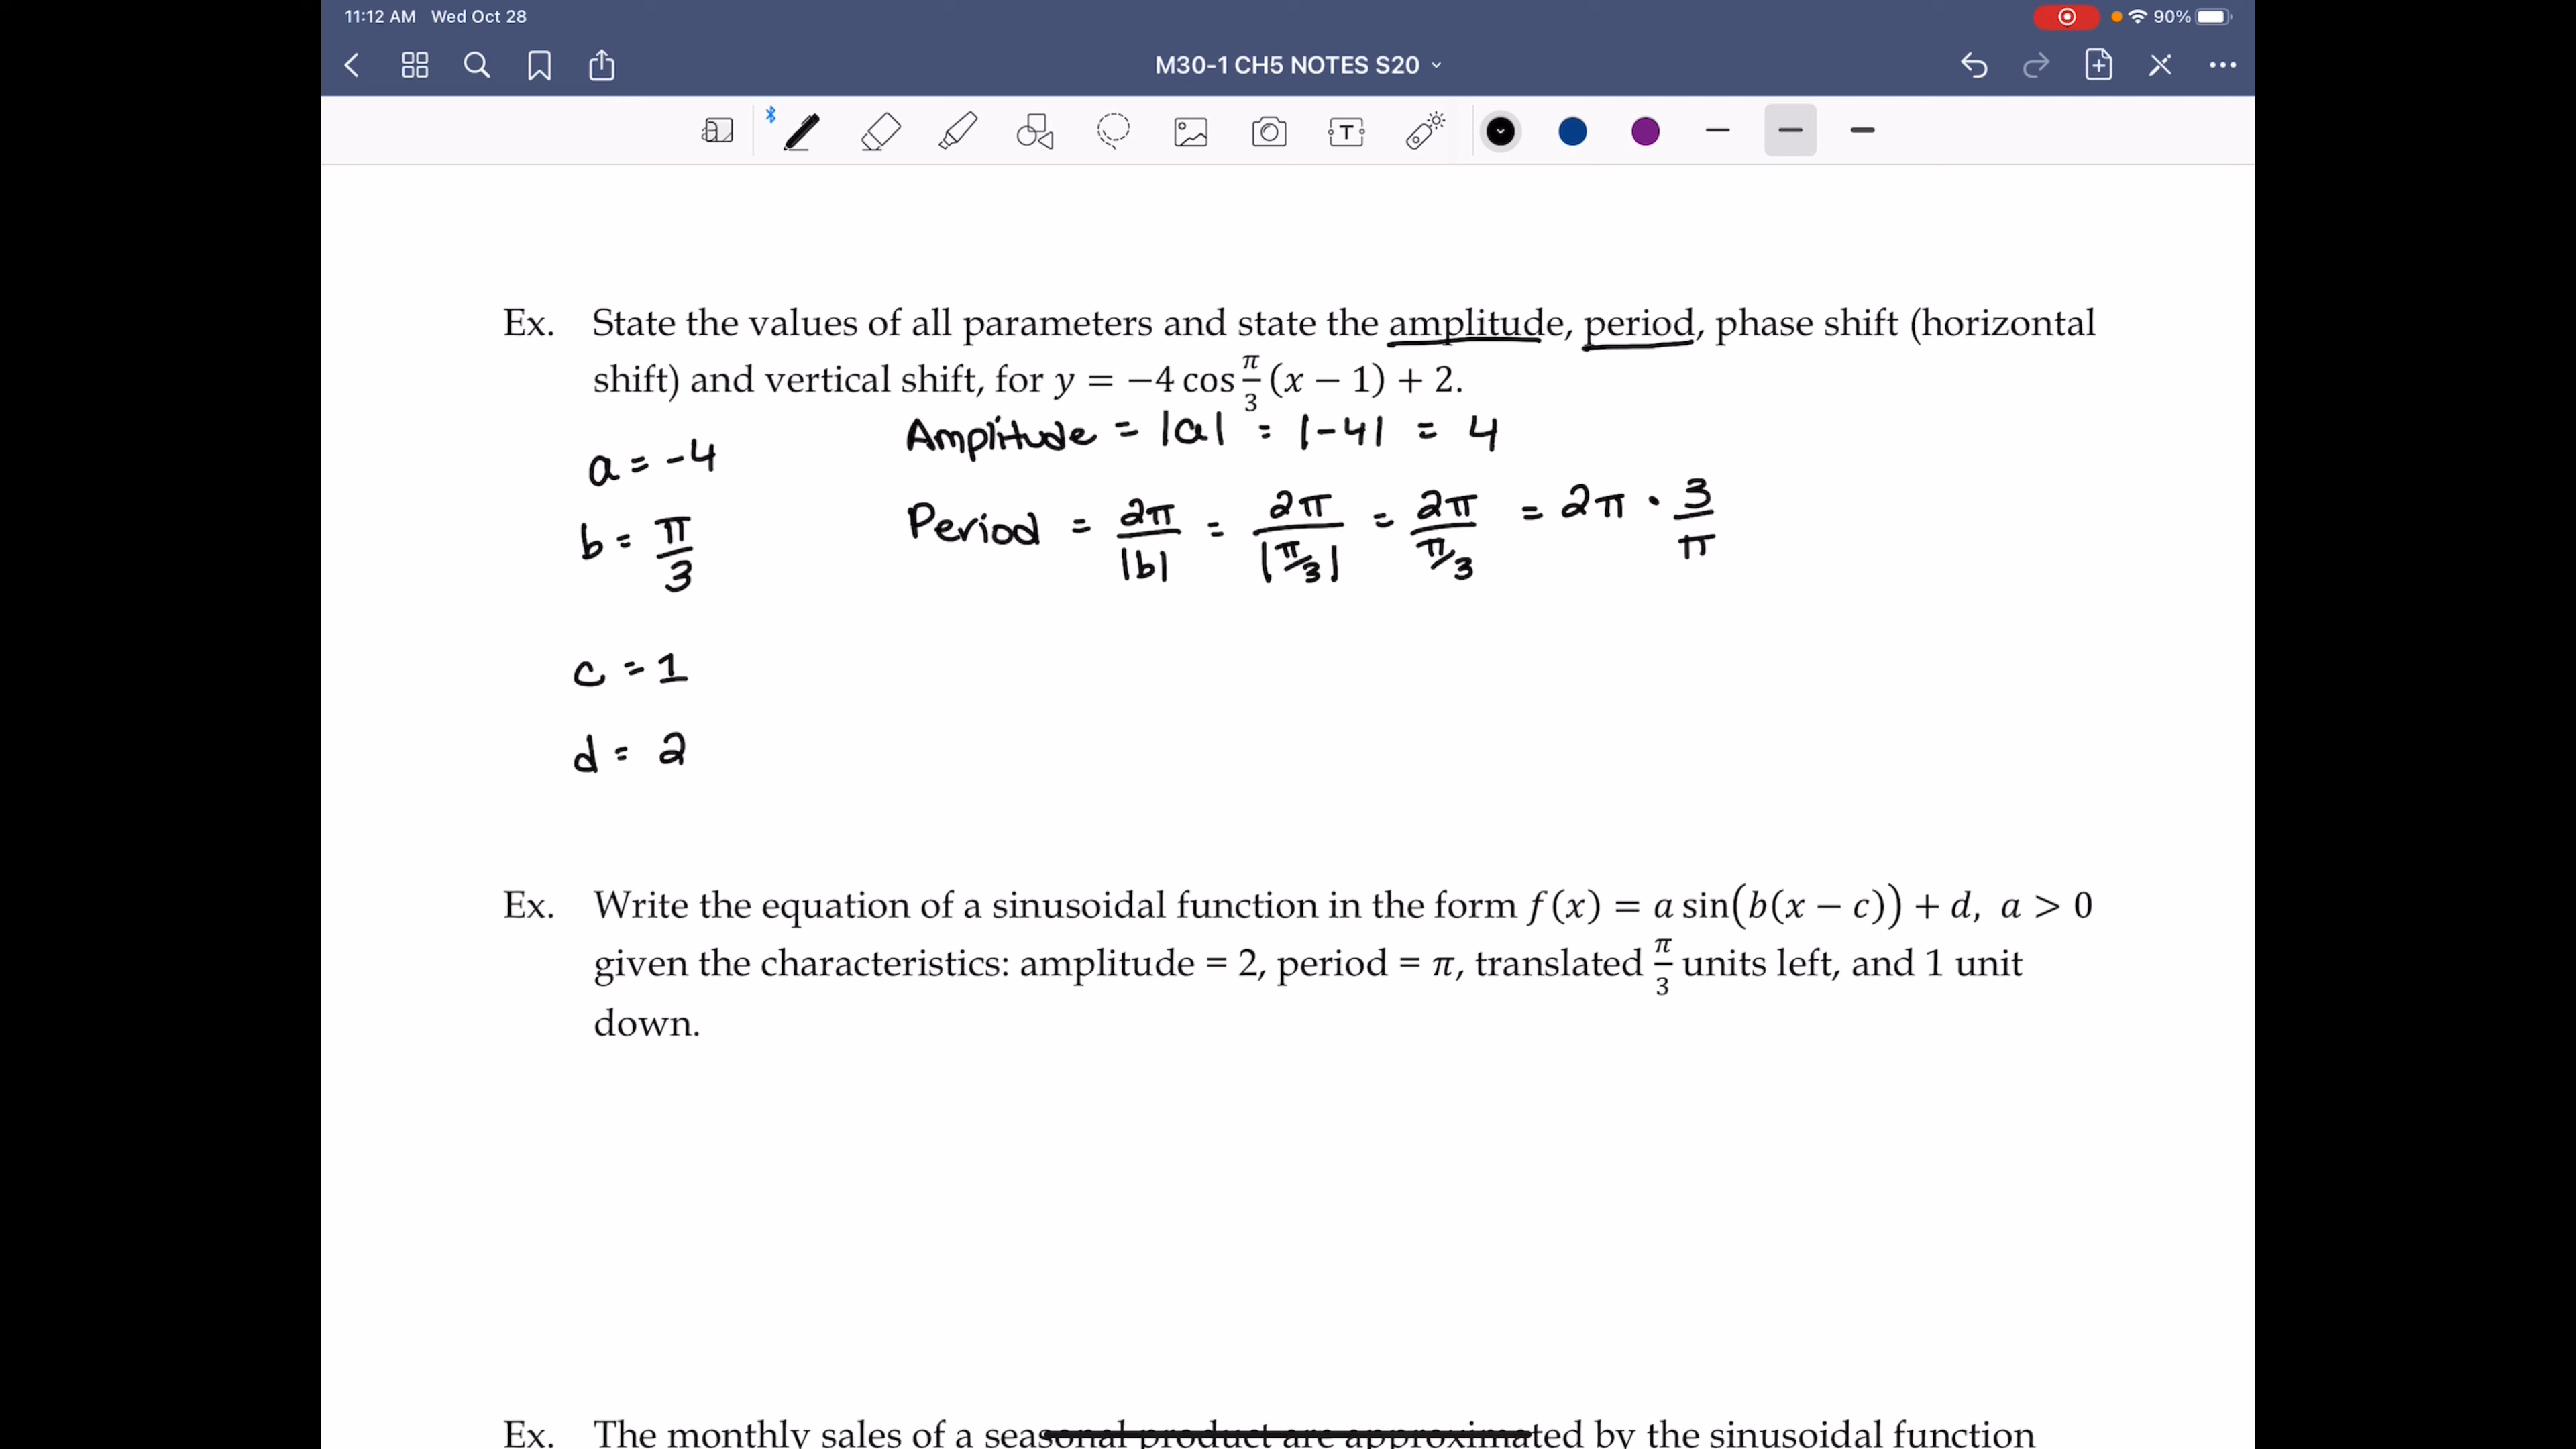 11:12 AM Wed Oct 28
90%
M30-1 CH5 NOTES S20
Ex. State the values of all parameters and state the amplitude, period, phase shift (horizontal
shift) and vertical shift, for y = −4 cos π/3 (x − 1) + 2.
Amplitude = |a| = |-4| = 4
a = -4
Period = 2π/|b| = 2π/|π/3| = 2π/π/3 = 2π · 3/π
b = π/3
c = 1
d = 2
Ex. Write the equation of a sinusoidal function in the form f(x) = a sin(b(x − c)) + d, a > 0
given the characteristics: amplitude = 2, period = π, translated π/3 units left, and 1 unit
down.
Ex. The monthly sales of a seasonal product are approximated by the sinusoidal function